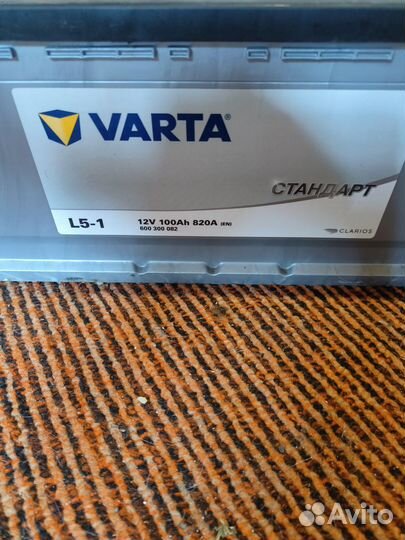 VARTA®
СТАНДАРТ
L5-1
12V 100Ah 820A (EN)
600 300 082
CLARIOS
Avito